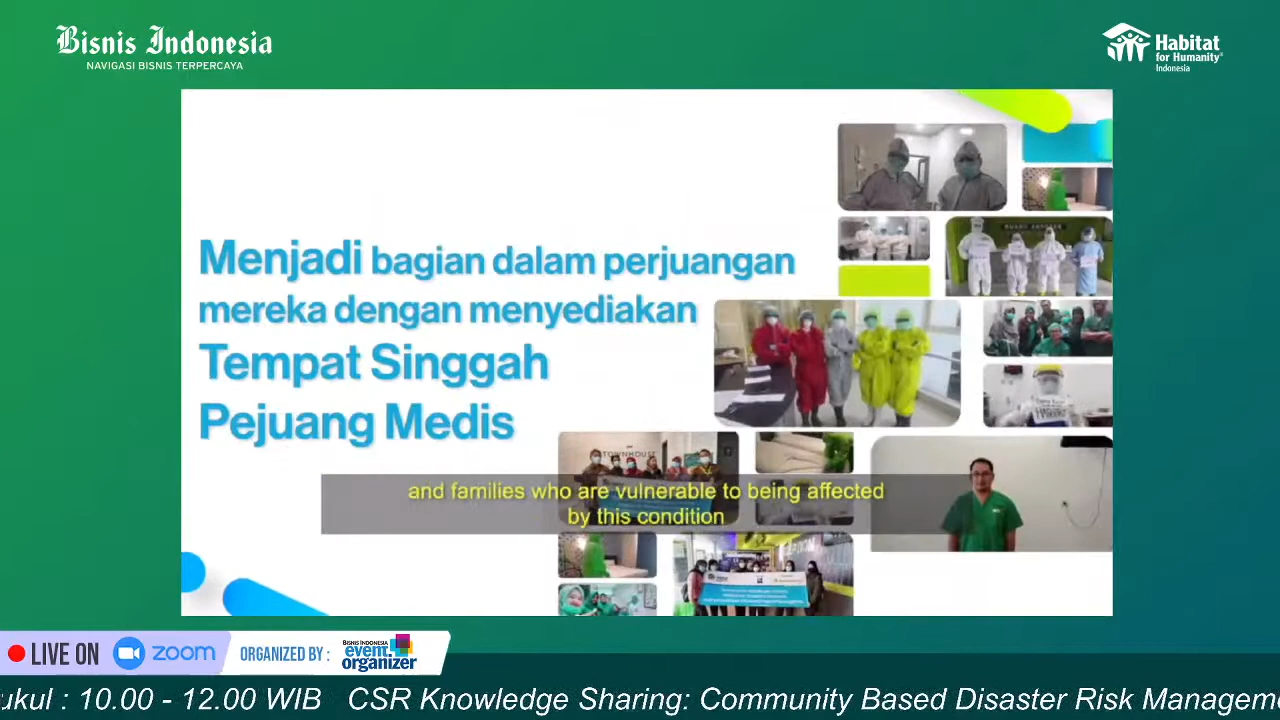 Bisnis Indonesia
NAVIGASI BISNIS TERPERCAYA
Habitat
for Humanity®
Indonesia
Menjadi bagian dalam perjuangan
mereka dengan menyediakan
Tempat Singgah
Pejuang Medis
TOWNHOUSE
and families who are vulnerable to being affected
by this condition
LIVE ON zoom
ORGANIZED BY :
BISNIS INDONESIA
event
organizer
ukul : 10.00 - 12.00 WIB CSR Knowledge Sharing: Community Based Disaster Risk Manageme